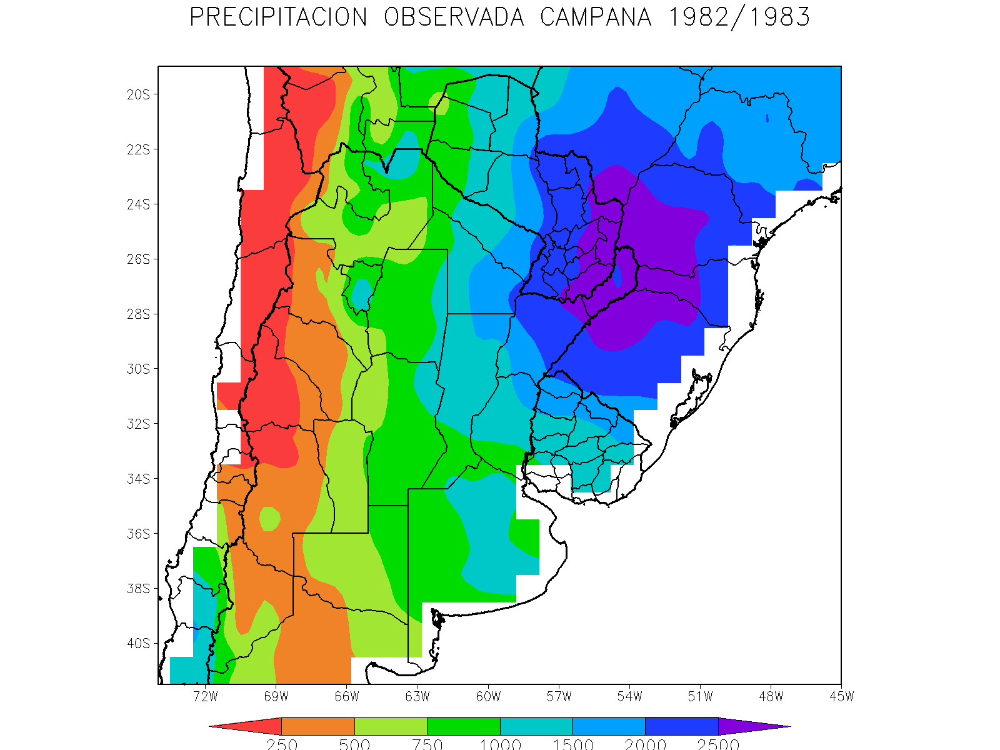 PRECIPITACION OBSERVADA CAMPANA 1982/1983
20S
22S
24S
26S
28S
30S
32S
34S
36S
38S
40S
72W 69W 66W 63W 60W 57W 54W 51W 48W 45W
250 500 750 1000 1500 2000 2500